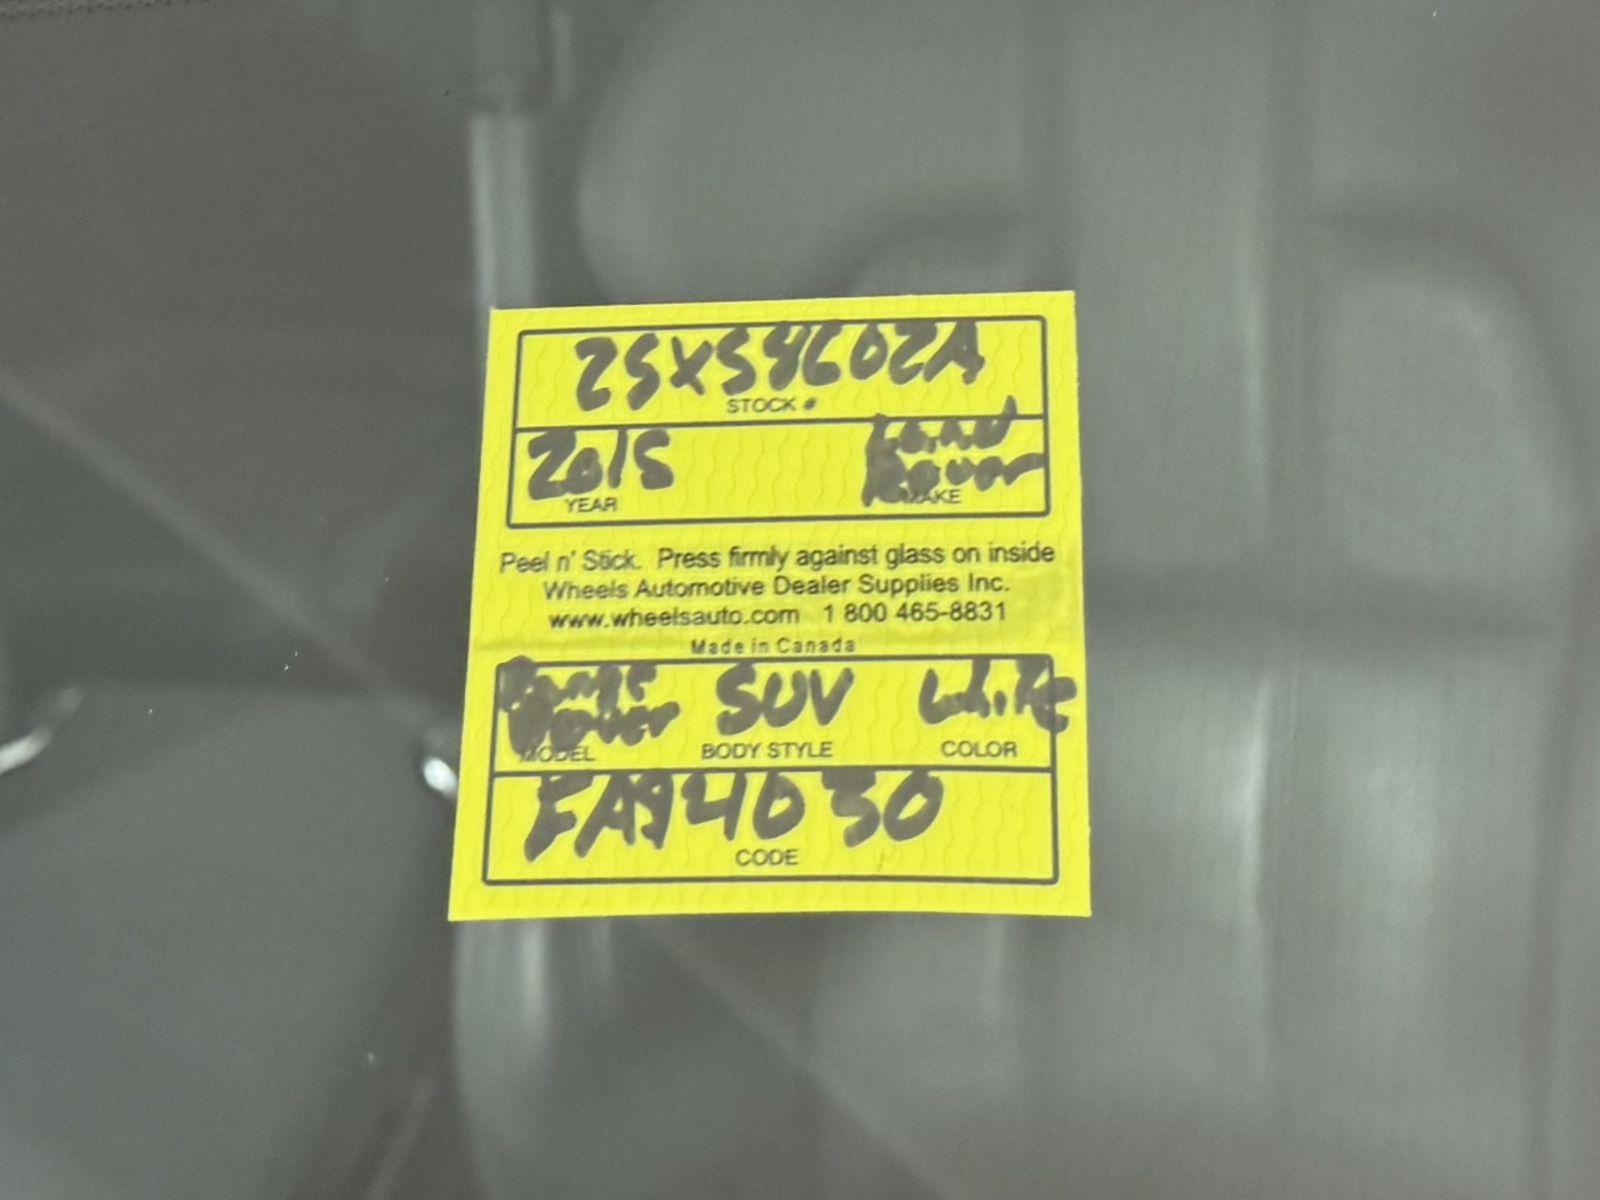 25X58602A
STOCK #
2015 Land
Rover
YEAR MAKE
Peel n' Stick. Press firmly against glass on inside
Wheels Automotive Dealer Supplies Inc.
www.wheelsauto.com 1 800 465-8831
Made in Canada
Range SUV White
Rover
MODEL BODY STYLE COLOR
FA94030
CODE